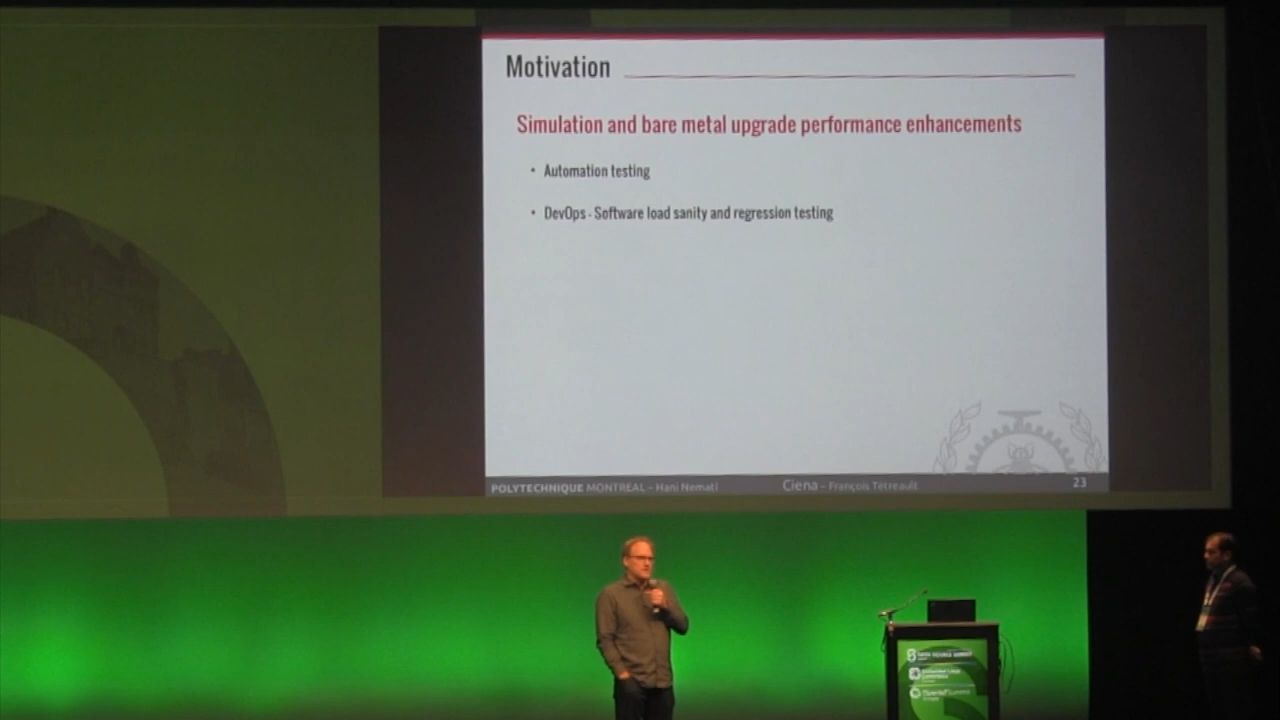 Motivation
Simulation and bare metal upgrade performance enhancements
• Automation testing
• DevOps - Software load sanity and regression testing
POLYTECHNIQUE MONTREAL – Hani Nemati
Ciena – François Tétreault
23